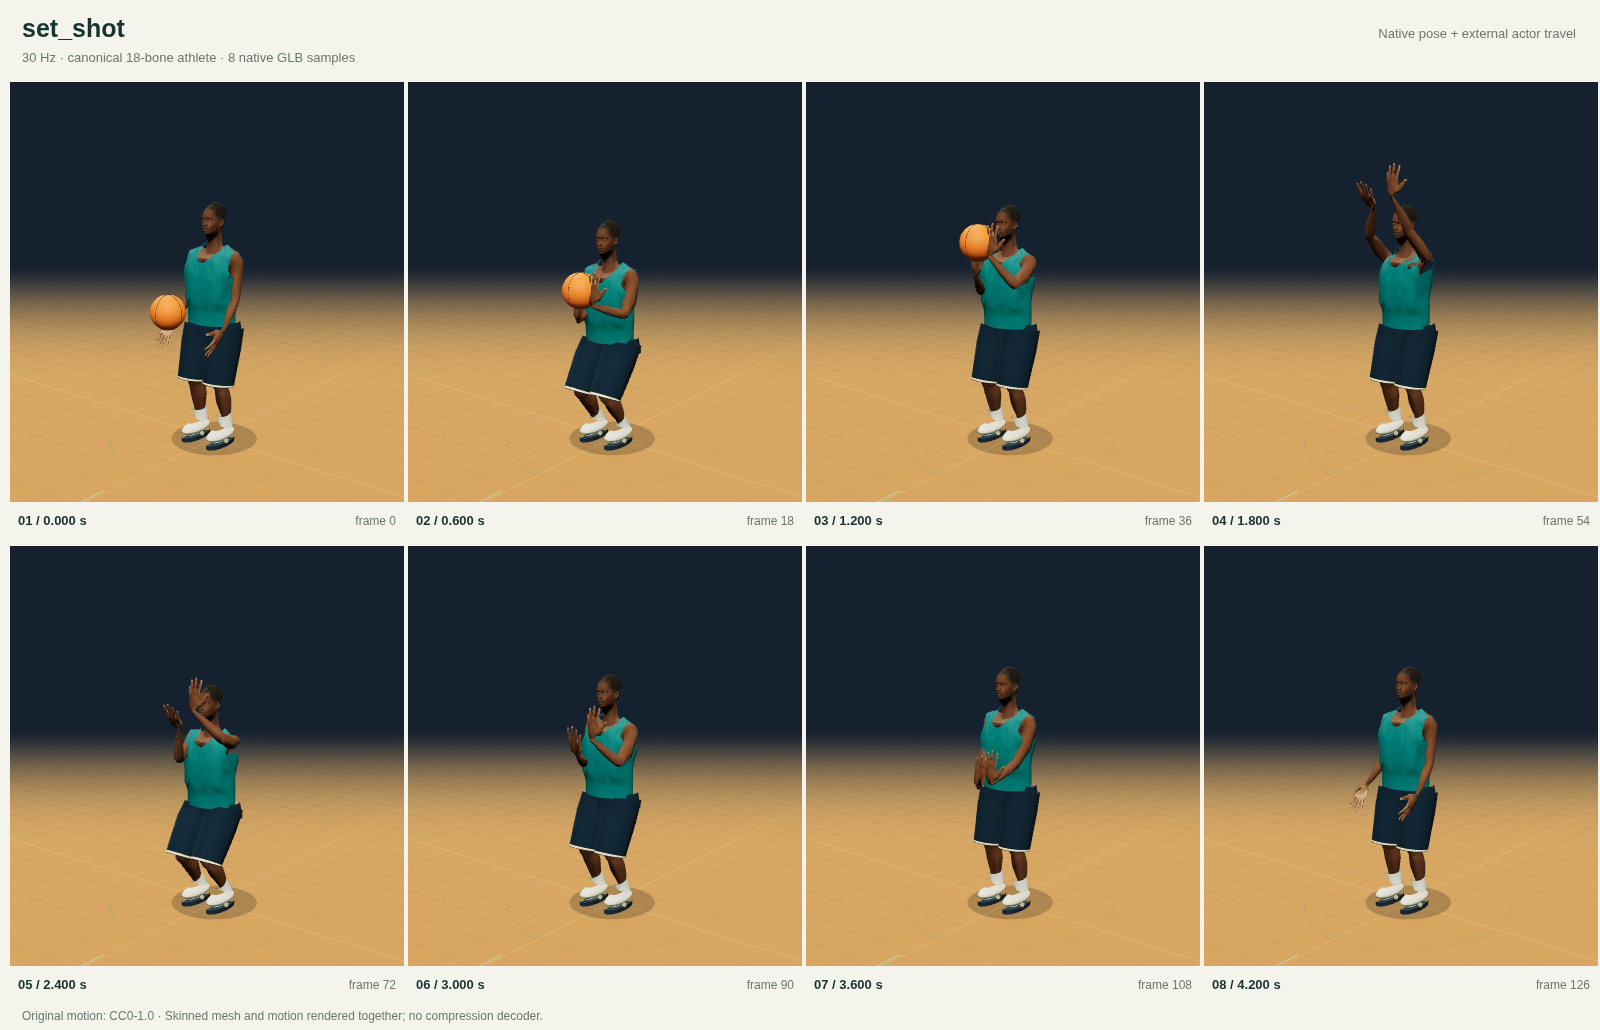 set_shot
Native pose + external actor travel
30 Hz · canonical 18-bone athlete · 8 native GLB samples
01 / 0.000 s frame 0 02 / 0.600 s frame 18 03 / 1.200 s frame 36 04 / 1.800 s frame 54
05 / 2.400 s frame 72 06 / 3.000 s frame 90 07 / 3.600 s frame 108 08 / 4.200 s frame 126
Original motion: CC0-1.0 · Skinned mesh and motion rendered together; no compression decoder.